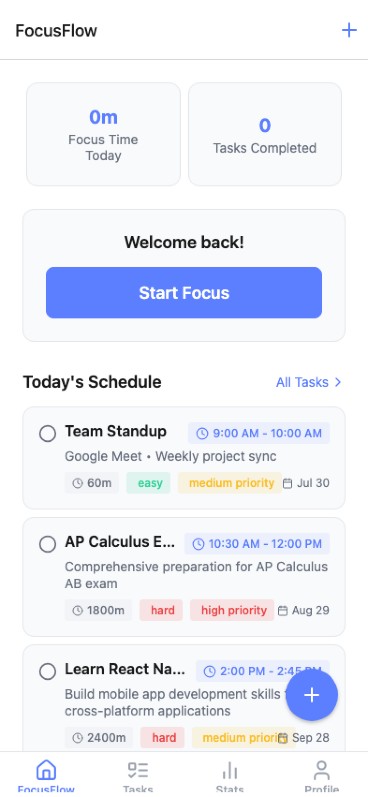 FocusFlow
0m
Focus Time
Today
0
Tasks Completed
Welcome back!
Start Focus
Today's Schedule
All Tasks
Team Standup
9:00 AM - 10:00 AM
Google Meet • Weekly project sync
60m easy medium priority Jul 30
AP Calculus E...
10:30 AM - 12:00 PM
Comprehensive preparation for AP Calculus
AB exam
1800m hard high priority Aug 29
Learn React Na...
2:00 PM - 2:45 PM
Build mobile app development skills
cross-platform applications
2400m hard medium priority Sep 28
FocusFlow Tasks Stats Profile